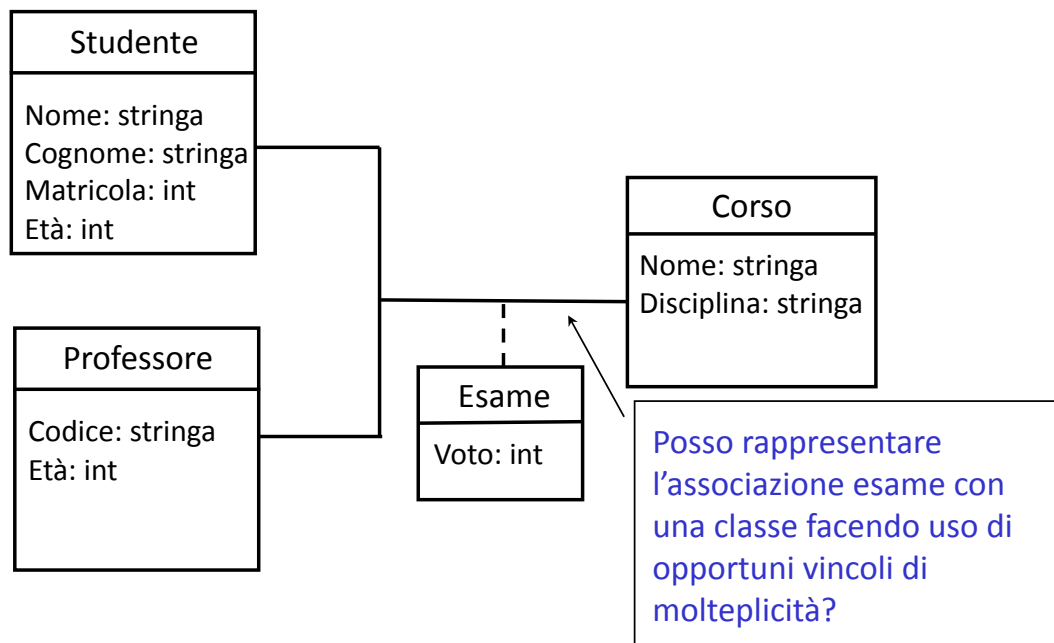 Studente
Nome: stringa
Cognome: stringa
Matricola: int
Età: int
Corso
Nome: stringa
Disciplina: stringa
Professore
Codice: stringa
Età: int
Esame
Voto: int
Posso rappresentare
l’associazione esame con
una classe facendo uso di
opportuni vincoli di
molteplicità?